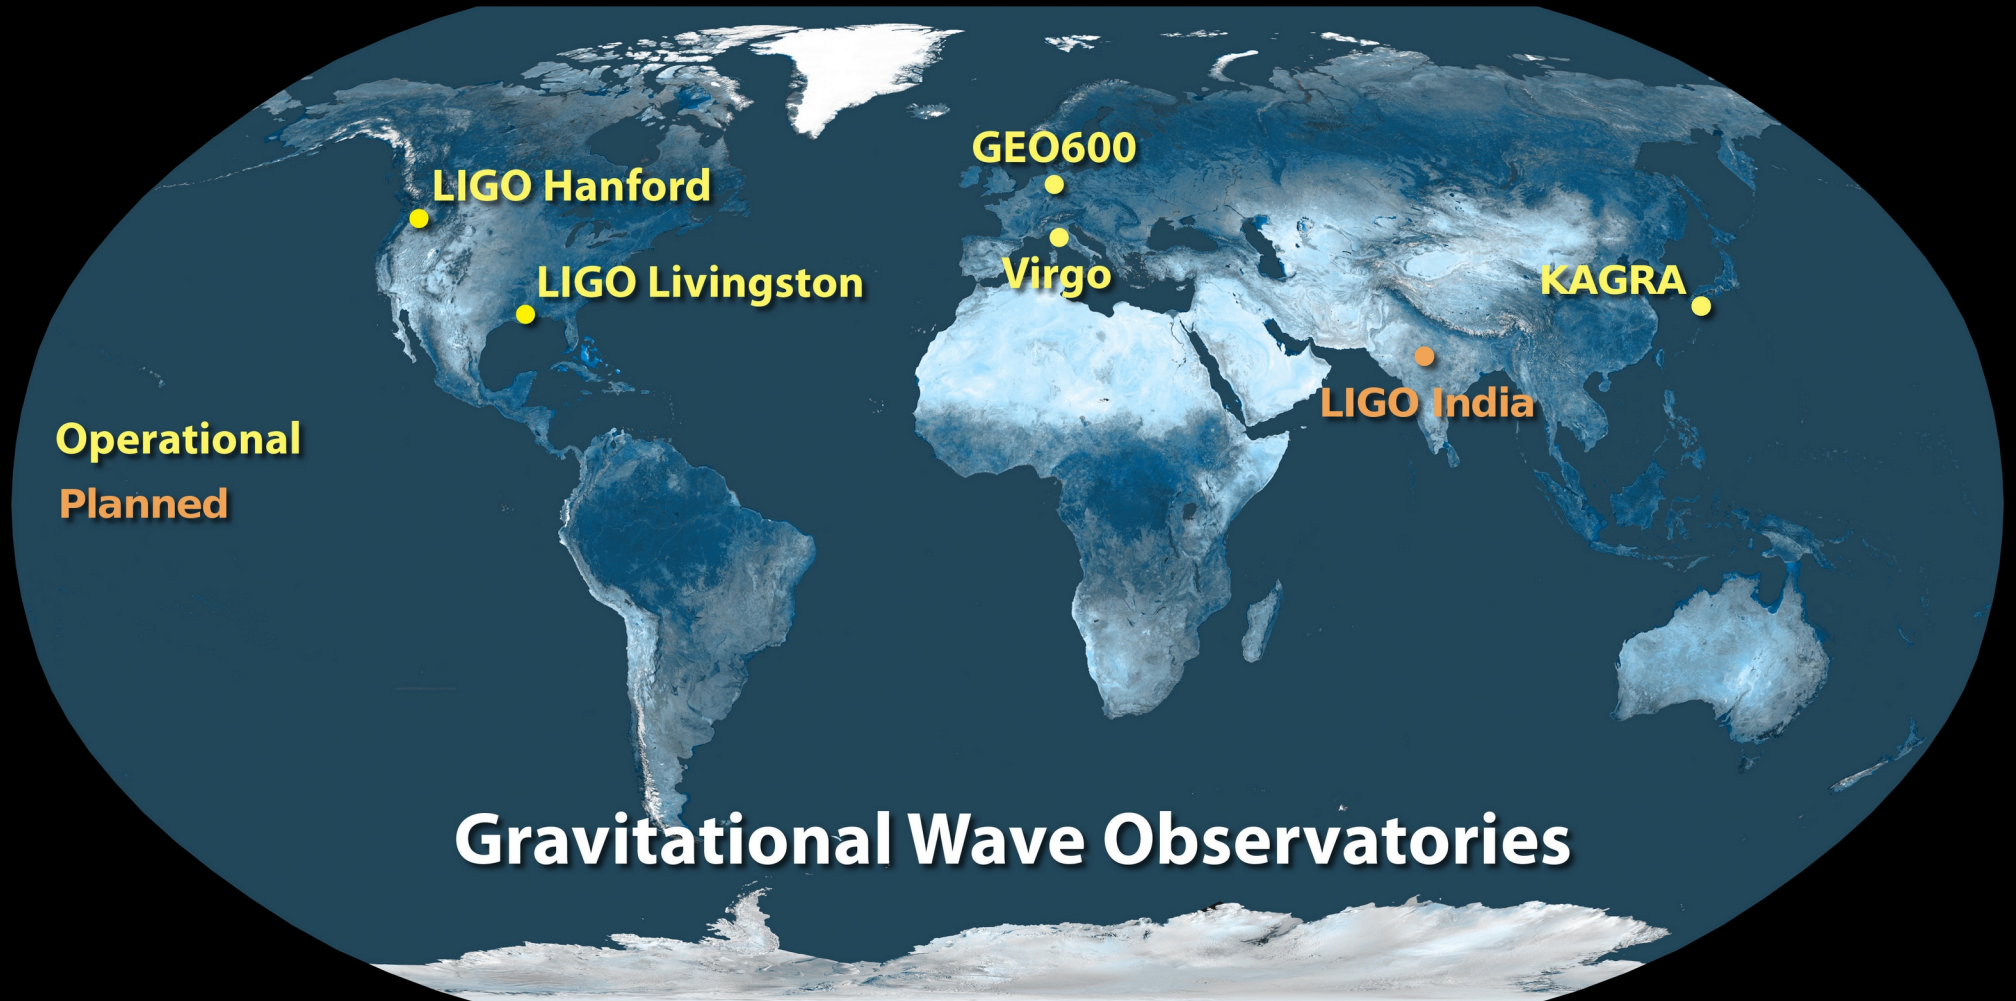 GEO600
LIGO Hanford
LIGO Livingston
Virgo
KAGRA
LIGO India
Operational
Planned
Gravitational Wave Observatories